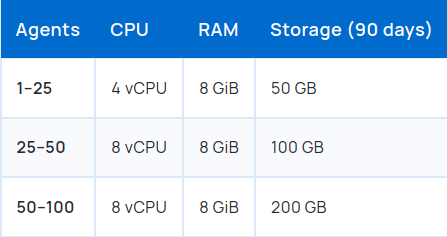 Agents CPU RAM Storage (90 days)
1–25 4 vCPU 8 GiB 50 GB
25–50 8 vCPU 8 GiB 100 GB
50–100 8 vCPU 8 GiB 200 GB